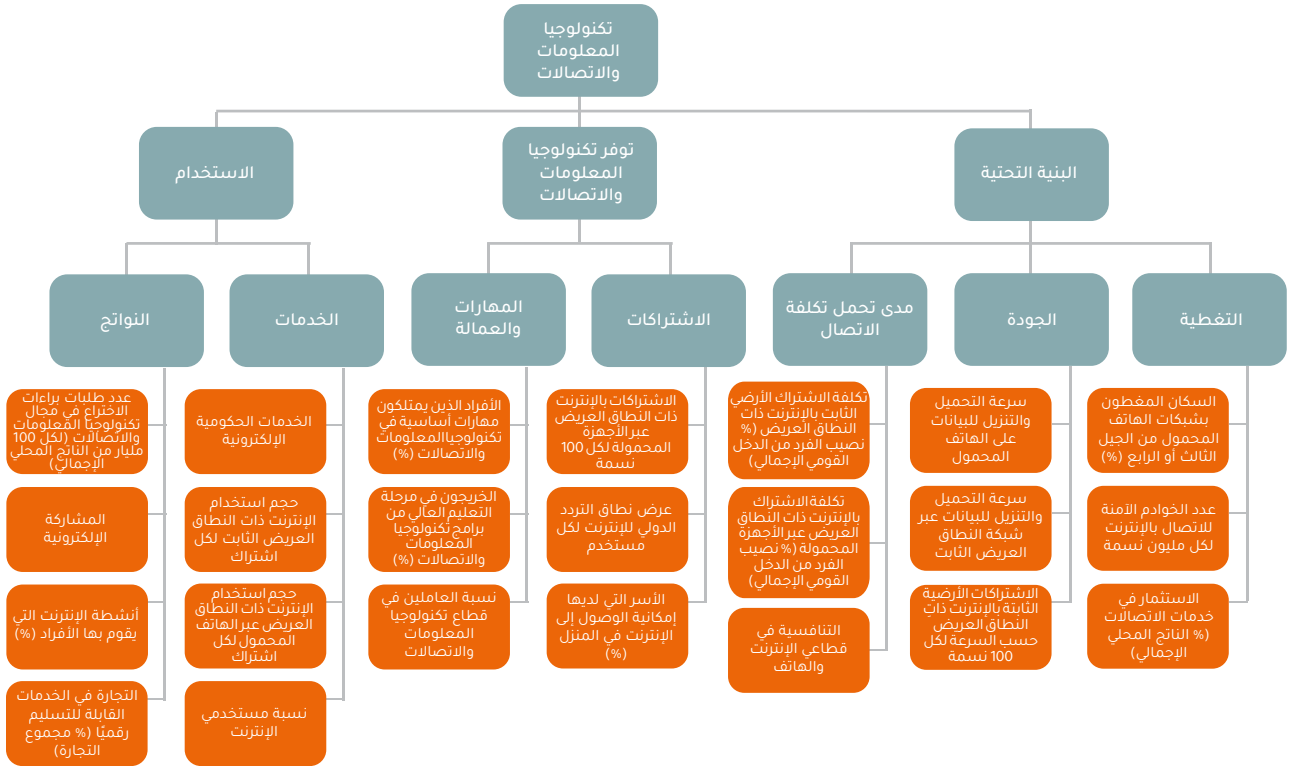 تكنولوجيا
المعلومات
والاتصالات
البنية التحتية
توفر تكنولوجيا
المعلومات
والاتصالات
الاستخدام
التغطية
الجودة
مدى تحمل تكلفة
الاتصال
الاشتراكات
المهارات
والعمالة
الخدمات
النواتج
السكان المغطون
بشبكات الهاتف
المحمول من الجيل
الثالث أو الرابع (%)
عدد الخوادم الآمنة
للاتصال بالإنترنت
لكل مليون نسمة
الاستثمار في
خدمات الاتصالات
(% الناتج المحلي
الإجمالي)
سرعة التحميل
والتنزيل للبيانات
على الهاتف
المحمول
سرعة التحميل
والتنزيل للبيانات عبر
شبكة النطاق
العريض الثابت
الاشتراكات الأرضية
الثابتة بالإنترنت ذات
النطاق العريض
حسب السرعة لكل
100 نسمة
تكلفة الاشتراك الأرضي
الثابت بالإنترنت ذات
النطاق العريض (%
نصيب الفرد من الدخل
القومي الإجمالي)
تكلفة الاشتراك
بالإنترنت ذات النطاق
العريض عبر الأجهزة
المحمولة (% نصيب
الفرد من الدخل
القومي الإجمالي)
التنافسية في
قطاعي الإنترنت
والهاتف
الاشتراكات بالإنترنت
ذات النطاق العريض
عبر الأجهزة
المحمولة لكل 100
نسمة
عرض نطاق التردد
الدولي للإنترنت لكل
مستخدم
الأسر التي لديها
إمكانية الوصول إلى
الإنترنت في المنزل
(%)
الأفراد الذين يمتلكون
مهارات أساسية في
تكنولوجيا المعلومات
والاتصالات (%)
الخريجون في مرحلة
التعليم العالي من
برامج تكنولوجيا
المعلومات
والاتصالات (%)
نسبة العاملين في
قطاع تكنولوجيا
المعلومات
والاتصالات
الخدمات الحكومية
الإلكترونية
حجم استخدام
الإنترنت ذات النطاق
العريض الثابت لكل
اشتراك
حجم استخدام
الإنترنت ذات النطاق
العريض عبر الهاتف
المحمول لكل
اشتراك
نسبة مستخدمي
الإنترنت
عدد طلبات براءات
الاختراع في مجال
تكنولوجيا المعلومات
والاتصالات (لكل 100
مليار من الناتج المحلي
الإجمالي)
المشاركة
الإلكترونية
أنشطة الإنترنت التي
يقوم بها الأفراد (%)
التجارة في الخدمات
القابلة للتسليم
رقميًا (% مجموع
التجارة)